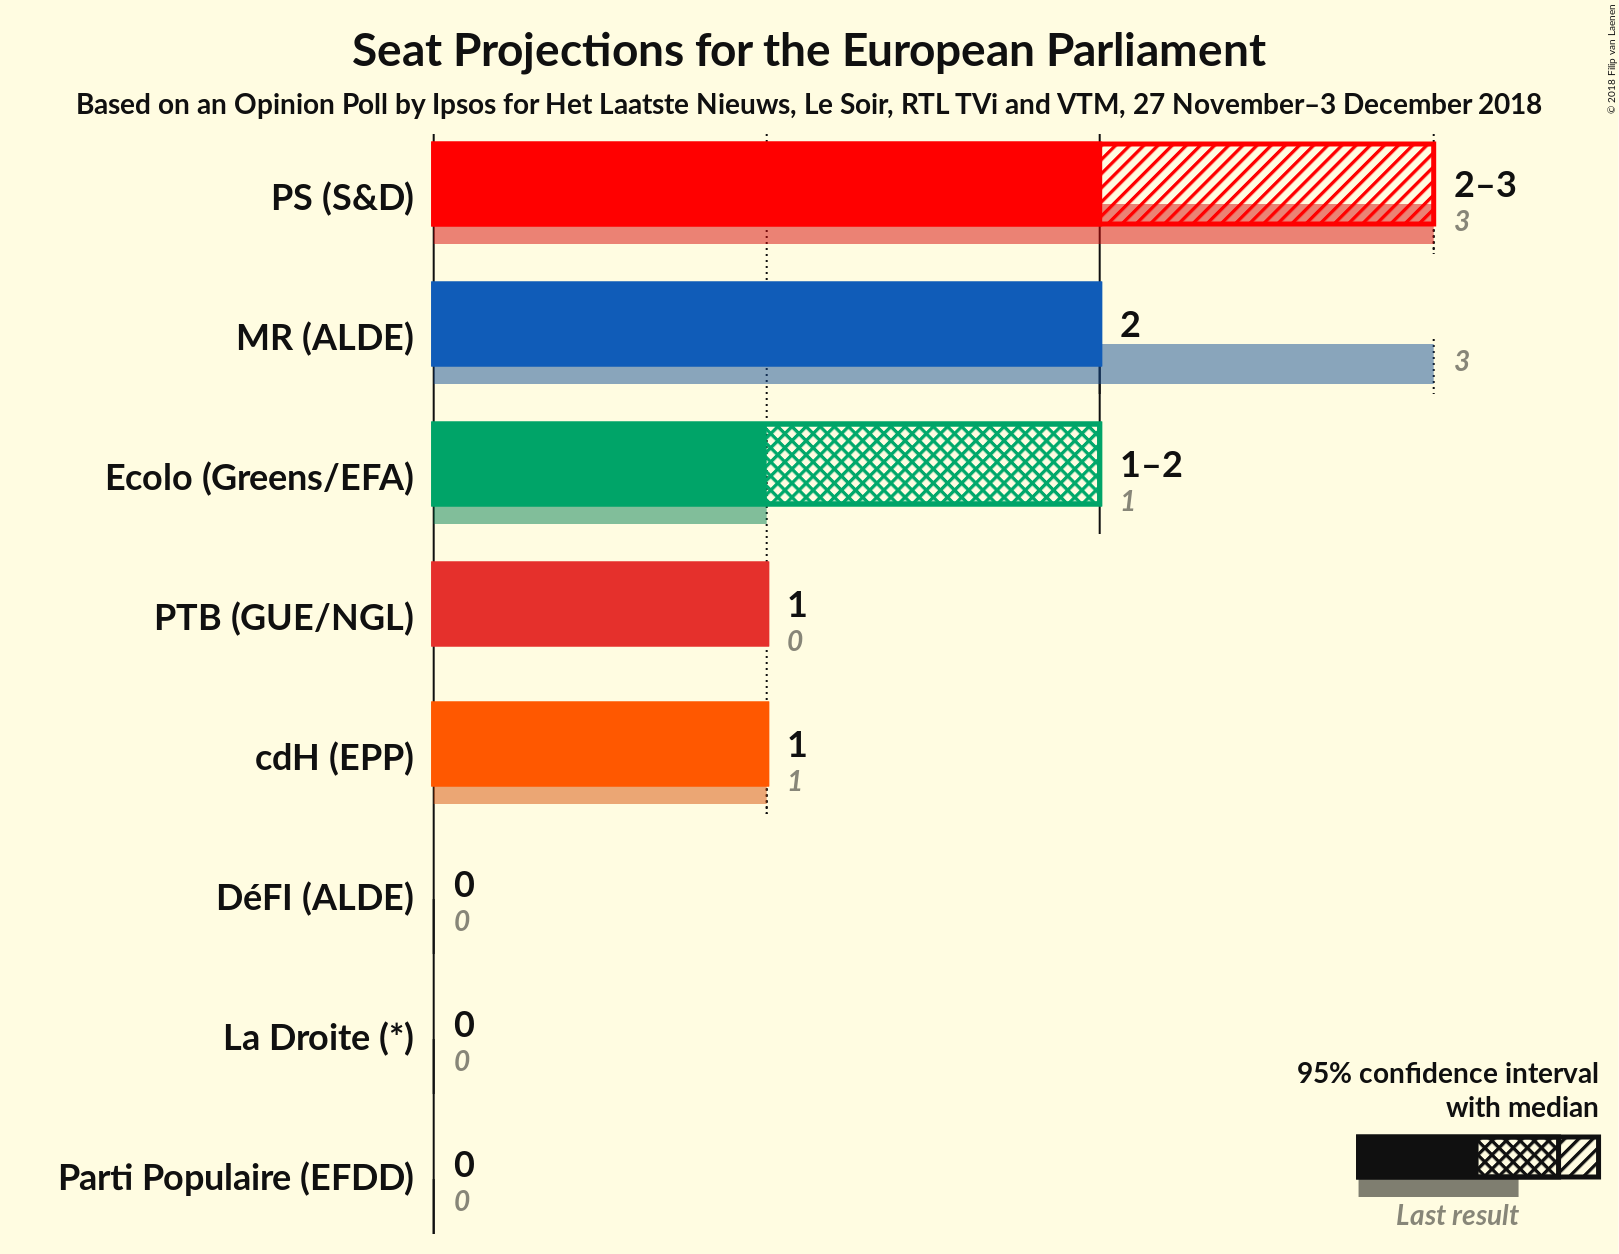 Seat Projections for the European Parliament
Based on an Opinion Poll by Ipsos for Het Laatste Nieuws, Le Soir, RTL TVi and VTM, 27 November–3 December 2018
© 2018 Filip van Laenen
PS (S&D)
2–3
3
MR (ALDE)
2
3
Ecolo (Greens/EFA)
1–2
1
PTB (GUE/NGL)
1
0
cdH (EPP)
1
1
DéFI (ALDE)
0
0
La Droite (*)
0
0
Parti Populaire (EFDD)
0
0
95% confidence interval
with median
Last result